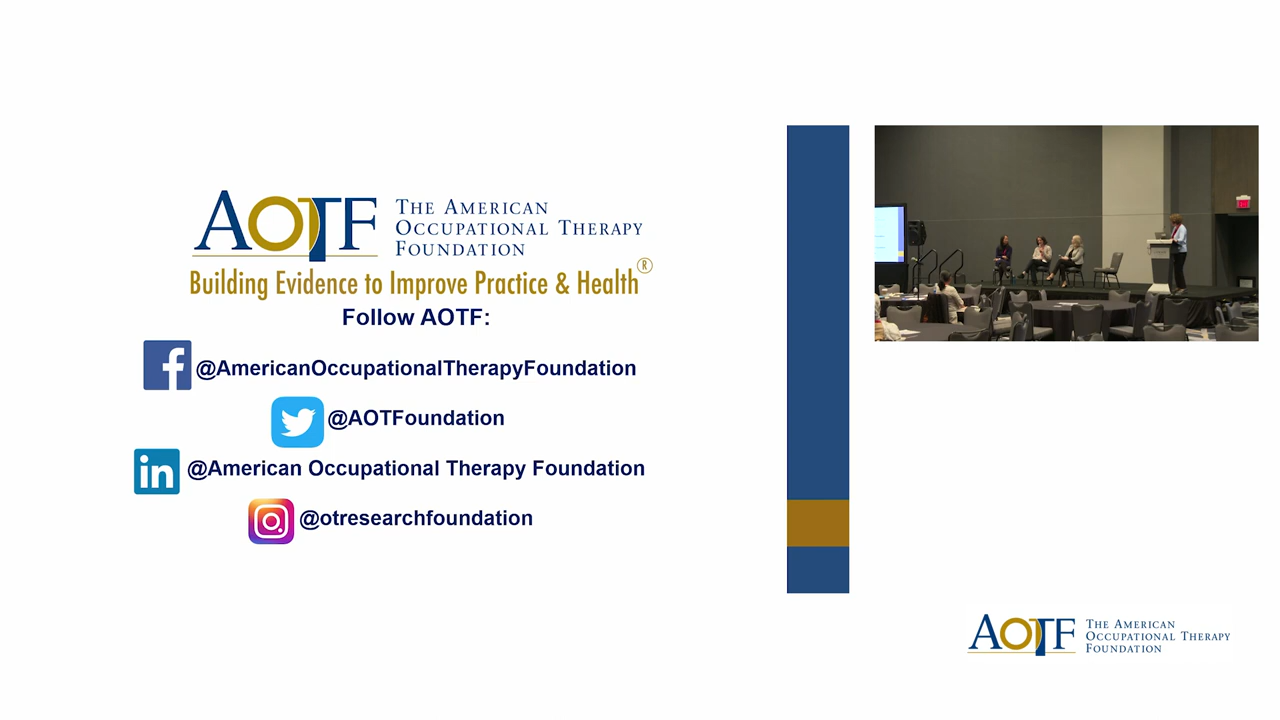 AOTF THE AMERICAN
OCCUPATIONAL THERAPY
FOUNDATION
Building Evidence to Improve Practice & Health®
Follow AOTF:
@AmericanOccupationalTherapyFoundation
@AOTFoundation
in @American Occupational Therapy Foundation
@otresearchfoundation
AOTF THE AMERICAN
OCCUPATIONAL THERAPY
FOUNDATION